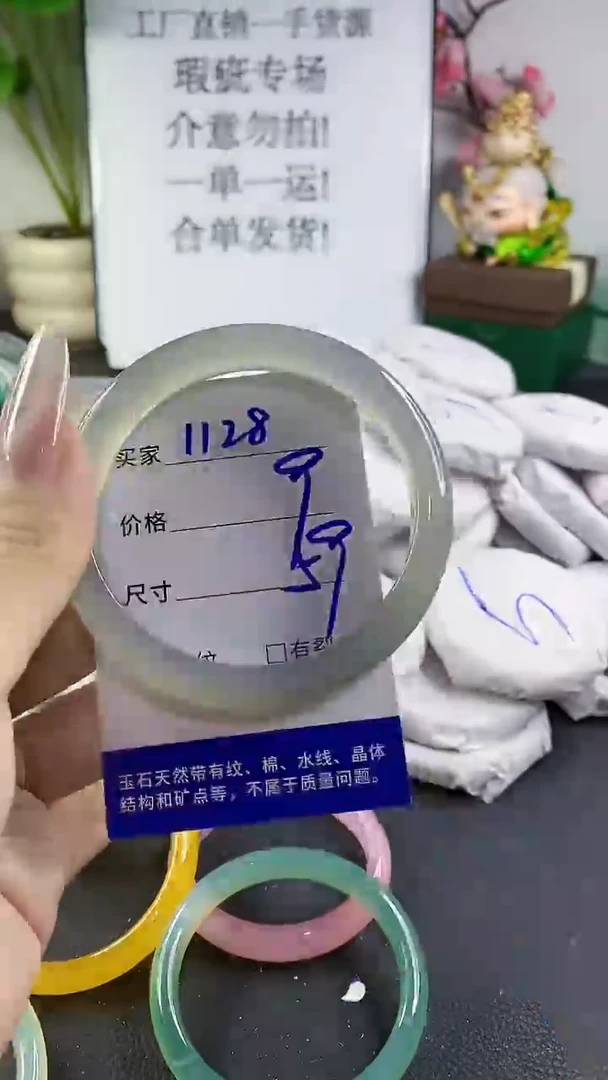 工厂直销一手货源
瑕疵专场
介意勿拍!
一单一运!
合单发货!
买家 1128
价格
尺寸
纹 □有裂
玉石天然带有纹、棉、水线、晶体
结构和矿点等，不属于质量问题。